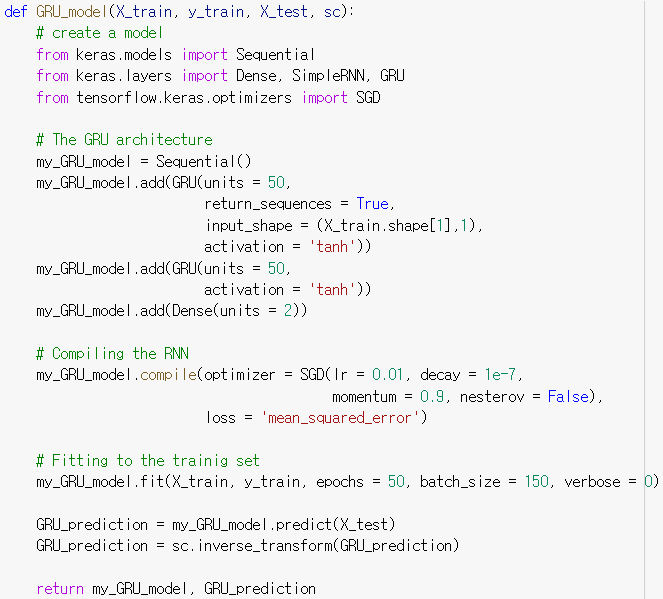 def GRU_model(X_train, y_train, X_test, sc):
    # create a model
    from keras.models import Sequential
    from keras.layers import Dense, SimpleRNN, GRU
    from tensorflow.keras.optimizers import SGD

    # The GRU architecture
    my_GRU_model = Sequential()
    my_GRU_model.add(GRU(units = 50,
                         return_sequences = True,
                         input_shape = (X_train.shape[1],1),
                         activation = 'tanh'))
    my_GRU_model.add(GRU(units = 50,
                         activation = 'tanh'))
    my_GRU_model.add(Dense(units = 2))

    # Compiling the RNN
    my_GRU_model.compile(optimizer = SGD(lr = 0.01, decay = 1e-7,
                                         momentum = 0.9, nesterov = False),
                         loss = 'mean_squared_error')

    # Fitting to the trainig set
    my_GRU_model.fit(X_train, y_train, epochs = 50, batch_size = 150, verbose = 0)

    GRU_prediction = my_GRU_model.predict(X_test)
    GRU_prediction = sc.inverse_transform(GRU_prediction)

    return my_GRU_model, GRU_prediction